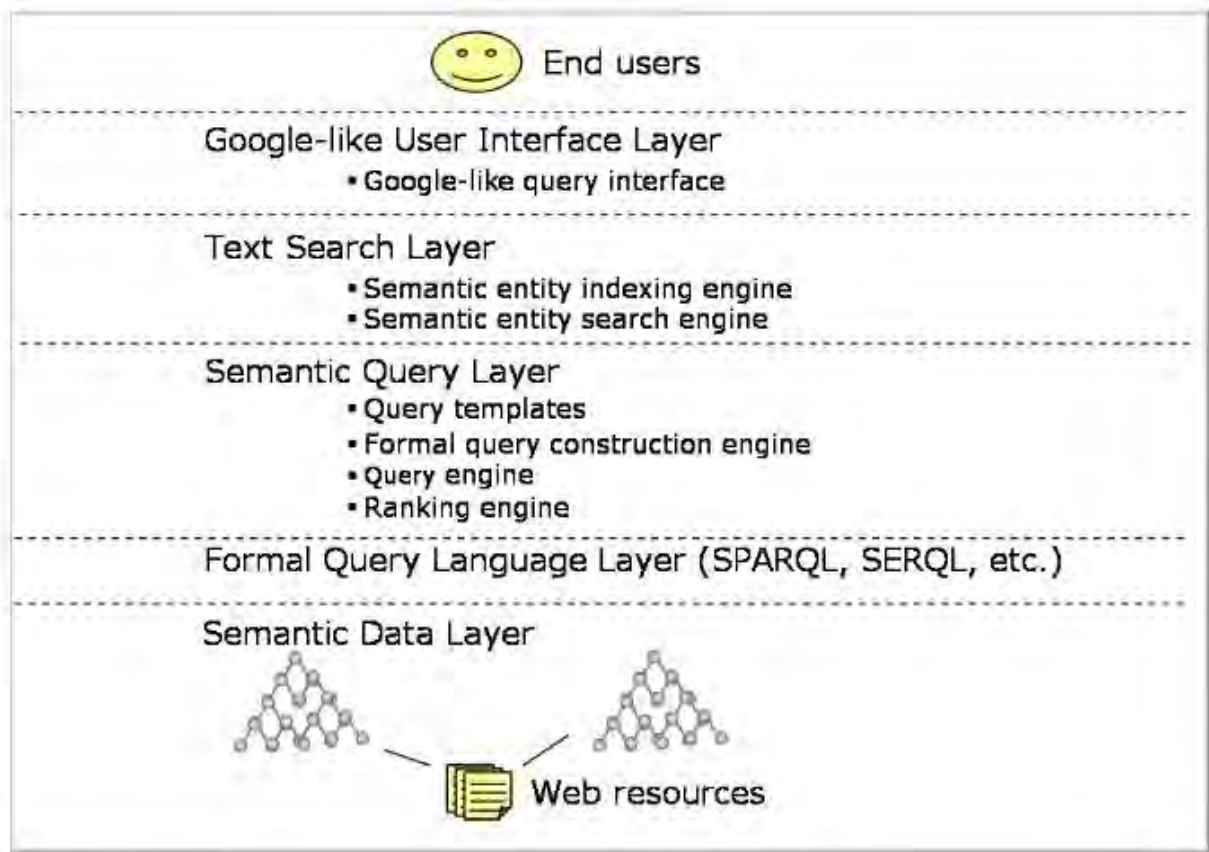 End users
Google-like User Interface Layer
▪ Google-like query interface
Text Search Layer
▪ Semantic entity indexing engine
▪ Semantic entity search engine
Semantic Query Layer
▪ Query templates
▪ Formal query construction engine
▪ Query engine
▪ Ranking engine
Formal Query Language Layer (SPARQL, SERQL, etc.)
Semantic Data Layer
Web resources